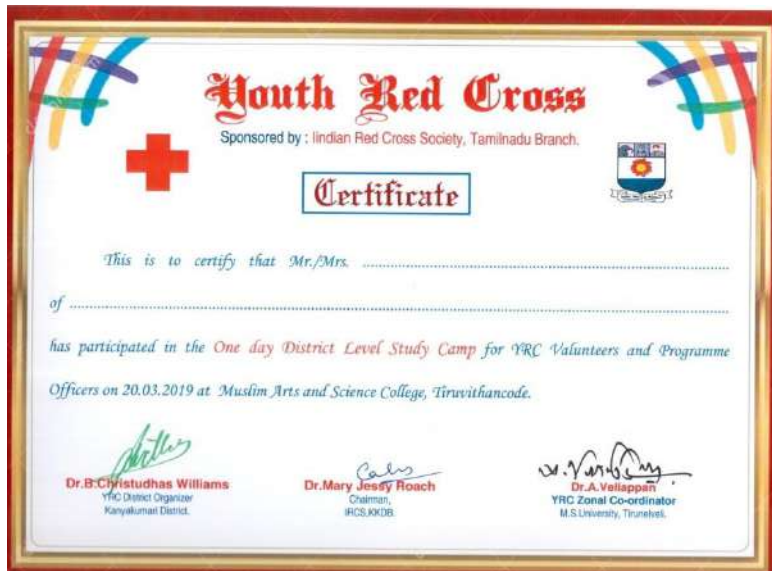 Youth Red Cross
Sponsored by : Iindian Red Cross Society, Tamilnadu Branch.
Certificate
This is to certify that Mr./Mrs. ........................................................................
of ........................................................................
has participated in the One day District Level Study Camp for YRC Valunteers and Programme
Officers on 20.03.2019 at Muslim Arts and Science College, Tiruvithancode.
Dr.B.Christudhas Williams
YRC District Organizer
Kanyakumari District.
Dr.Mary Jessy Roach
Chairman,
IRCS,KKDB.
Dr.A.Veliappan
YRC Zonal Co-ordinator
M.S.University, Tirunelveli.